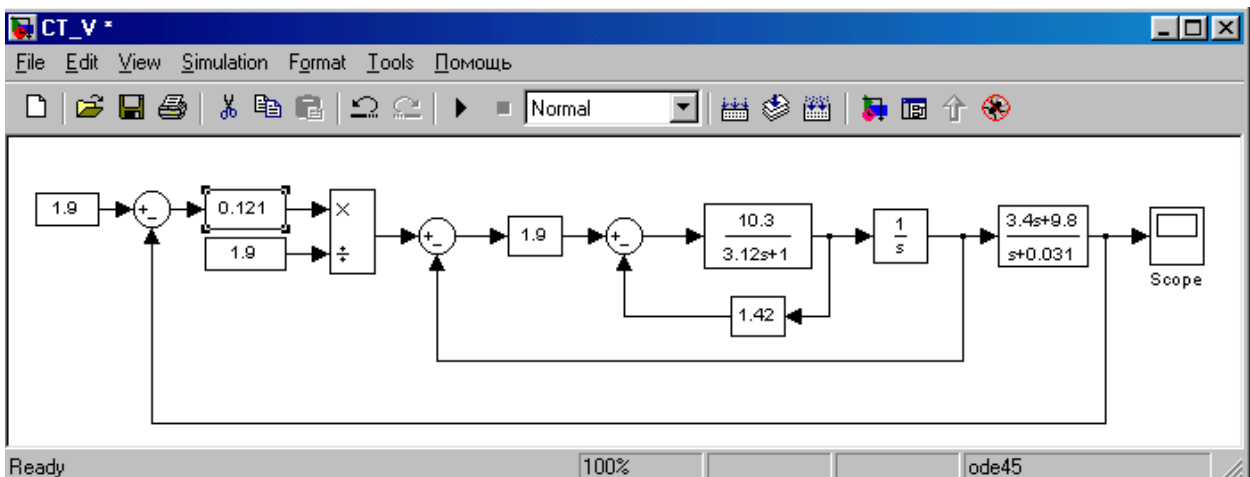 CT_V *
File Edit View Simulation Format Tools Помощь
Normal
1.9
+_
0.121
×
1.9
÷
+_
1.9
+_
10.3
3.12s+1
1
s
3.4s+9.8
s+0.031
Scope
1.42
Ready 100% ode45